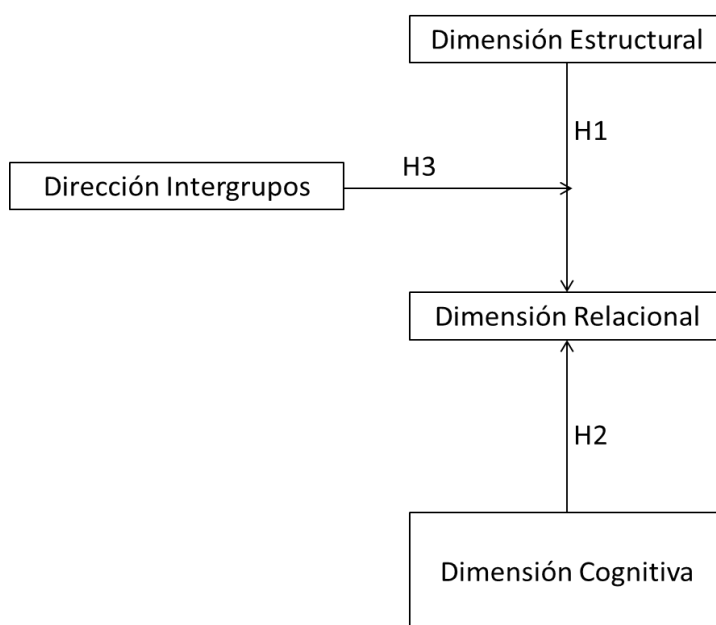 Dimensión Estructural
H1
H3
Dirección Intergrupos
Dimensión Relacional
H2
Dimensión Cognitiva